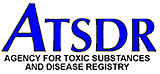 ATSDR
AGENCY FOR TOXIC SUBSTANCES
AND DISEASE REGISTRY